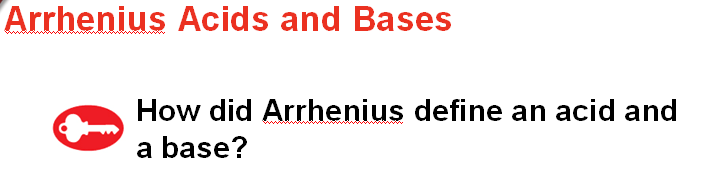 Arrhenius Acids and Bases
How did Arrhenius define an acid and
a base?